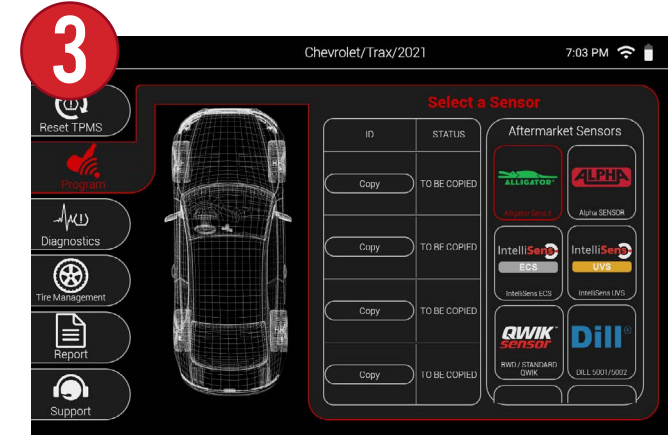 3
Chevrolet/Trax/2021
7:03 PM
Reset TPMS
Program
Diagnostics
Tire Management
Report
Support
Select a Sensor
ID
STATUS
Copy
TO BE COPIED
Copy
TO BE COPIED
Copy
TO BE COPIED
Copy
TO BE COPIED
Aftermarket Sensors
ALLIGATOR®
Alligator Sens.it
ALPHA
Alpha SENSOR
IntelliSens
ECS
IntelliSens ECS
IntelliSens
UVS
IntelliSens UVS
QWIK
sensor
BWD / STANDARD
QWIK
Dill®
DILL 5001/5002